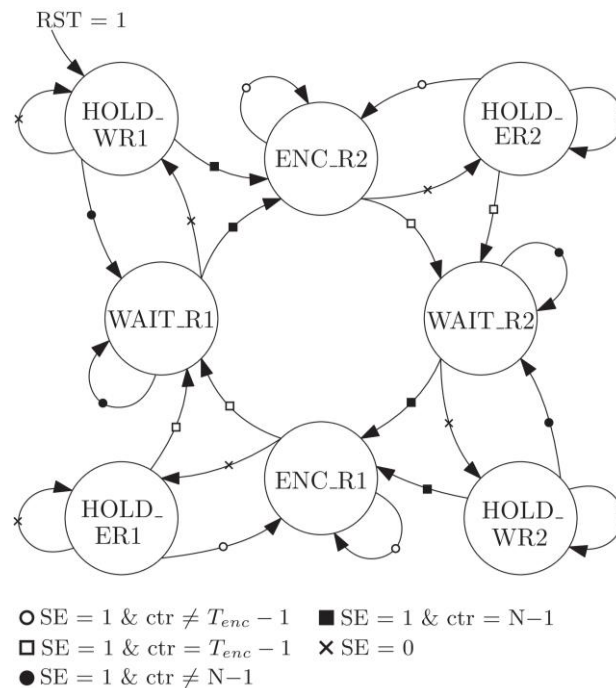 RST = 1
HOLD_
WR1
ENC_R2
HOLD_
ER2
WAIT_R1
WAIT_R2
HOLD_
ER1
ENC_R1
HOLD_
WR2
SE = 1 & ctr ≠ T_enc − 1
SE = 1 & ctr = N−1
SE = 1 & ctr = T_enc − 1
SE = 0
SE = 1 & ctr ≠ N−1